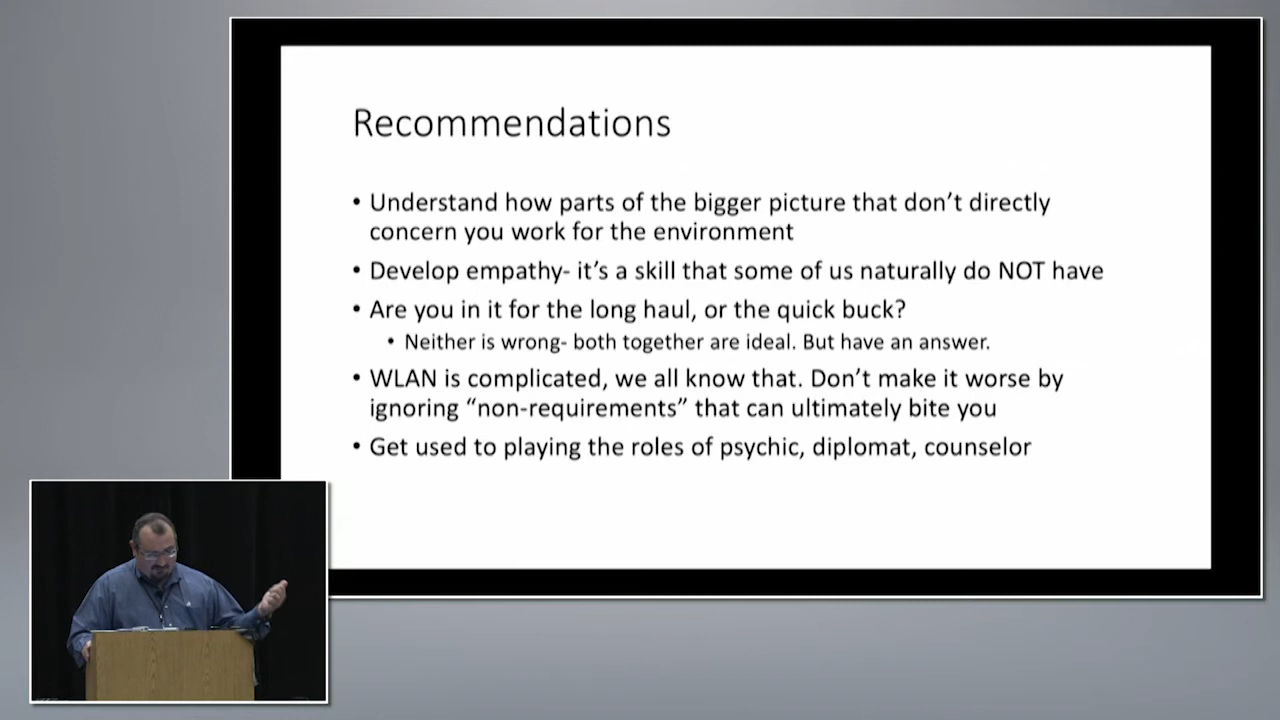 Recommendations
• Understand how parts of the bigger picture that don’t directly
concern you work for the environment
• Develop empathy- it’s a skill that some of us naturally do NOT have
• Are you in it for the long haul, or the quick buck?
• Neither is wrong- both together are ideal. But have an answer.
• WLAN is complicated, we all know that. Don’t make it worse by
ignoring “non-requirements” that can ultimately bite you
• Get used to playing the roles of psychic, diplomat, counselor